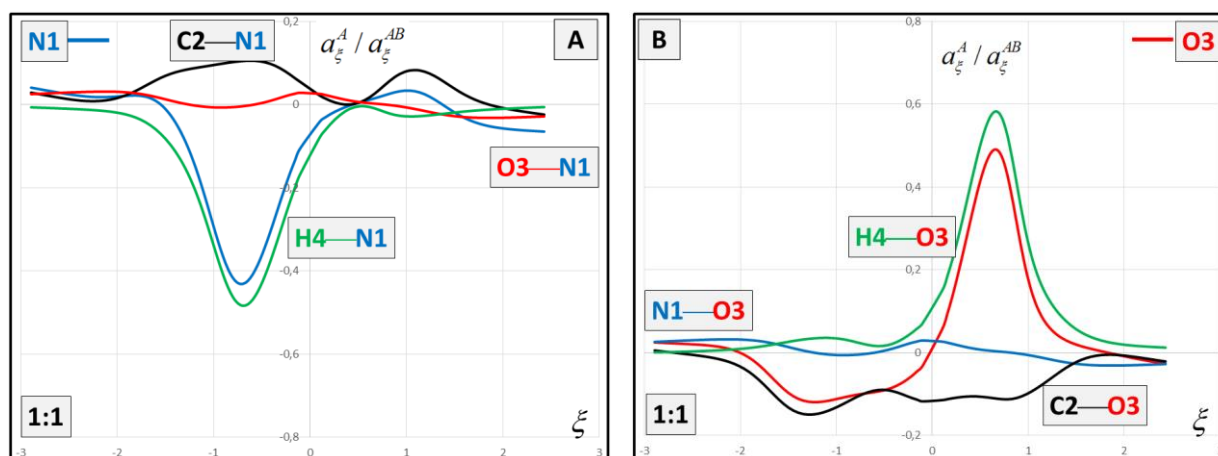 N1
C2—N1
0,2
a_ξ^A / a_ξ^AB
A
0
O3—N1
-0,2
H4—N1
-0,4
-0,6
1:1
ξ
-0,8
-3 -2 -1 0 1 2 3
B
0,8
O3
a_ξ^A / a_ξ^AB
0,6
0,4
H4—O3
0,2
N1—O3
0
C2—O3
1:1
ξ
-0,2
-3 -2 -1 0 1 2 3